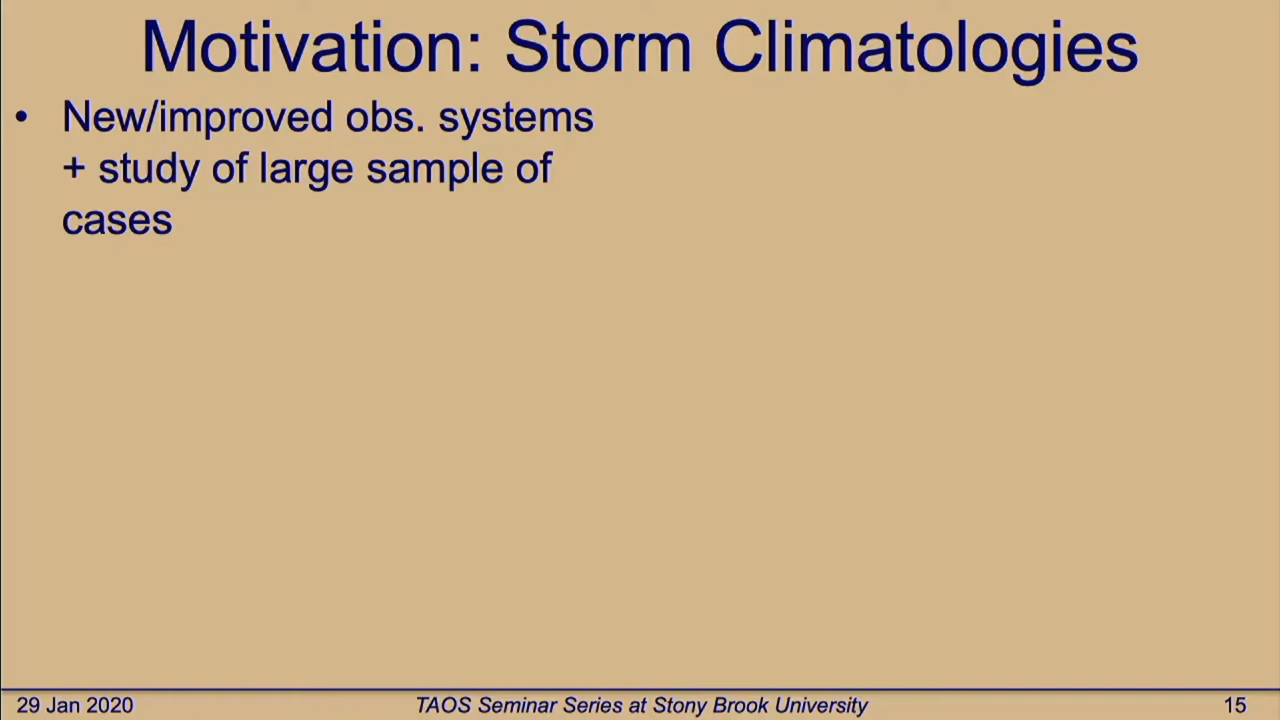 Motivation: Storm Climatologies
• New/improved obs. systems
+ study of large sample of
cases
29 Jan 2020
TAOS Seminar Series at Stony Brook University
15